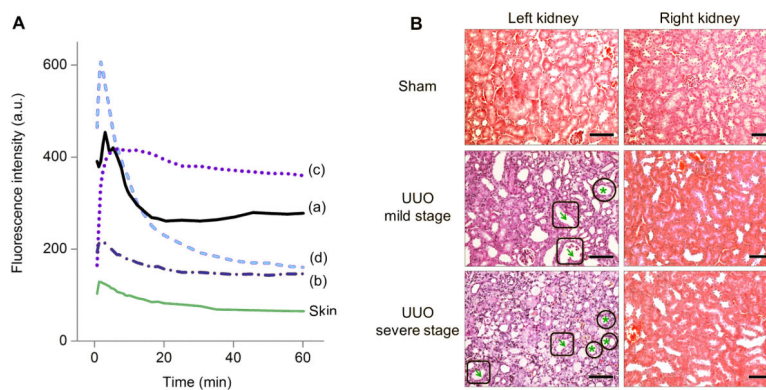 A
Fluorescence intensity (a.u.)
600
400
200
0
0
20
40
60
Time (min)
(c)
(a)
(d)
(b)
Skin
B
Left kidney
Right kidney
Sham
UUO
mild stage
UUO
severe stage